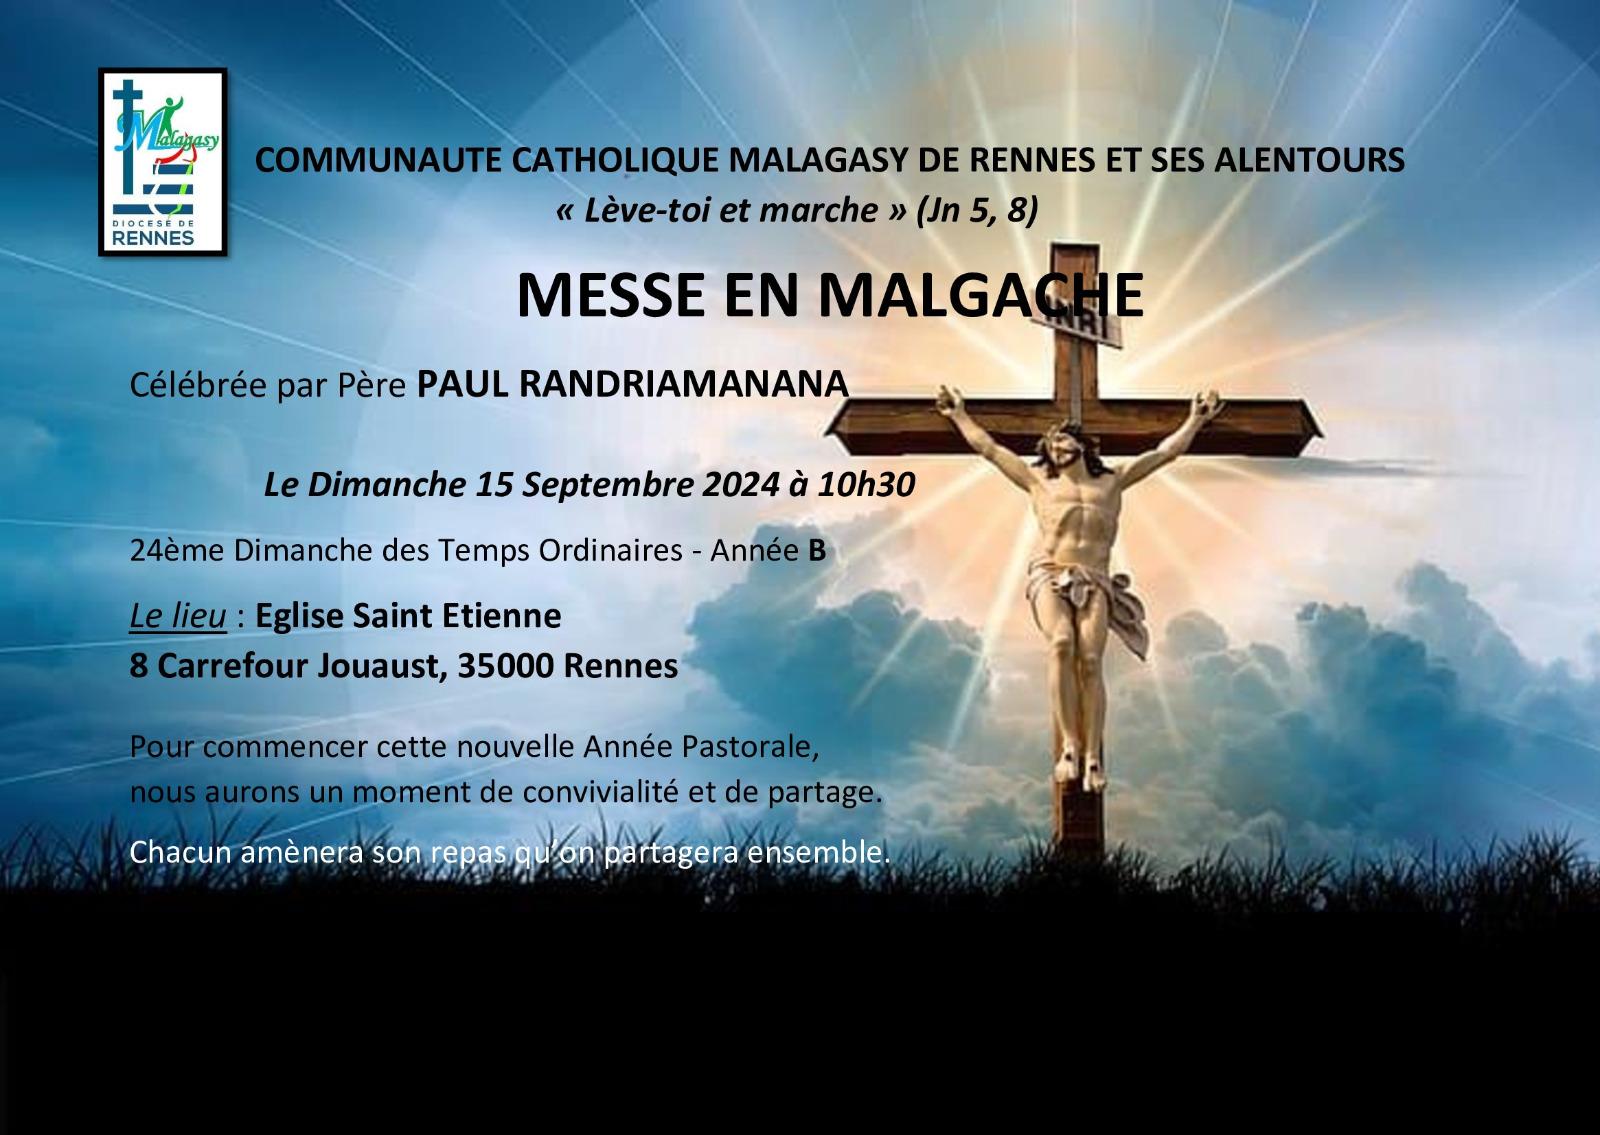 Malagasy
DIOCESE DE
RENNES
COMMUNAUTE CATHOLIQUE MALAGASY DE RENNES ET SES ALENTOURS
« Lève-toi et marche » (Jn 5, 8)
MESSE EN MALGACHE
INRI
Célébrée par Père PAUL RANDRIAMANANA
Le Dimanche 15 Septembre 2024 à 10h30
24ème Dimanche des Temps Ordinaires - Année B
Le lieu : Eglise Saint Etienne
8 Carrefour Jouaust, 35000 Rennes
Pour commencer cette nouvelle Année Pastorale,
nous aurons un moment de convivialité et de partage.
Chacun amènera son repas qu’on partagera ensemble.